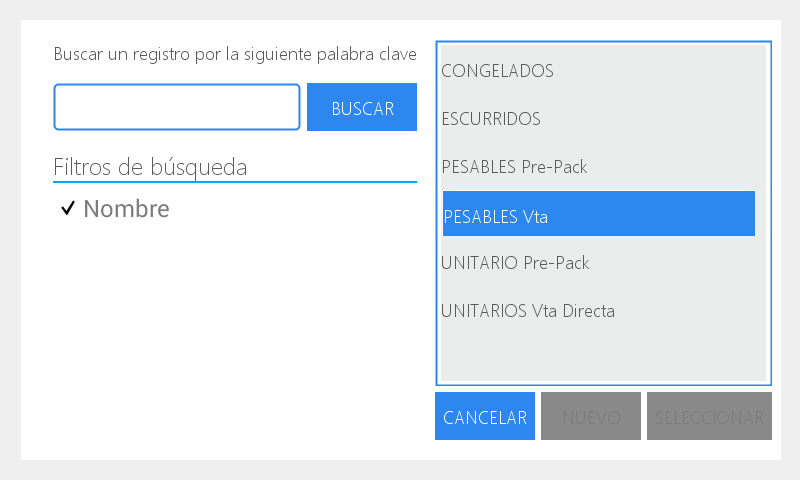 Buscar un registro por la siguiente palabra clave
BUSCAR
Filtros de búsqueda
Nombre
CONGELADOS
ESCURRIDOS
PESABLES Pre-Pack
PESABLES Vta
UNITARIO Pre-Pack
UNITARIOS Vta Directa
CANCELAR
NUEVO
SELECCIONAR